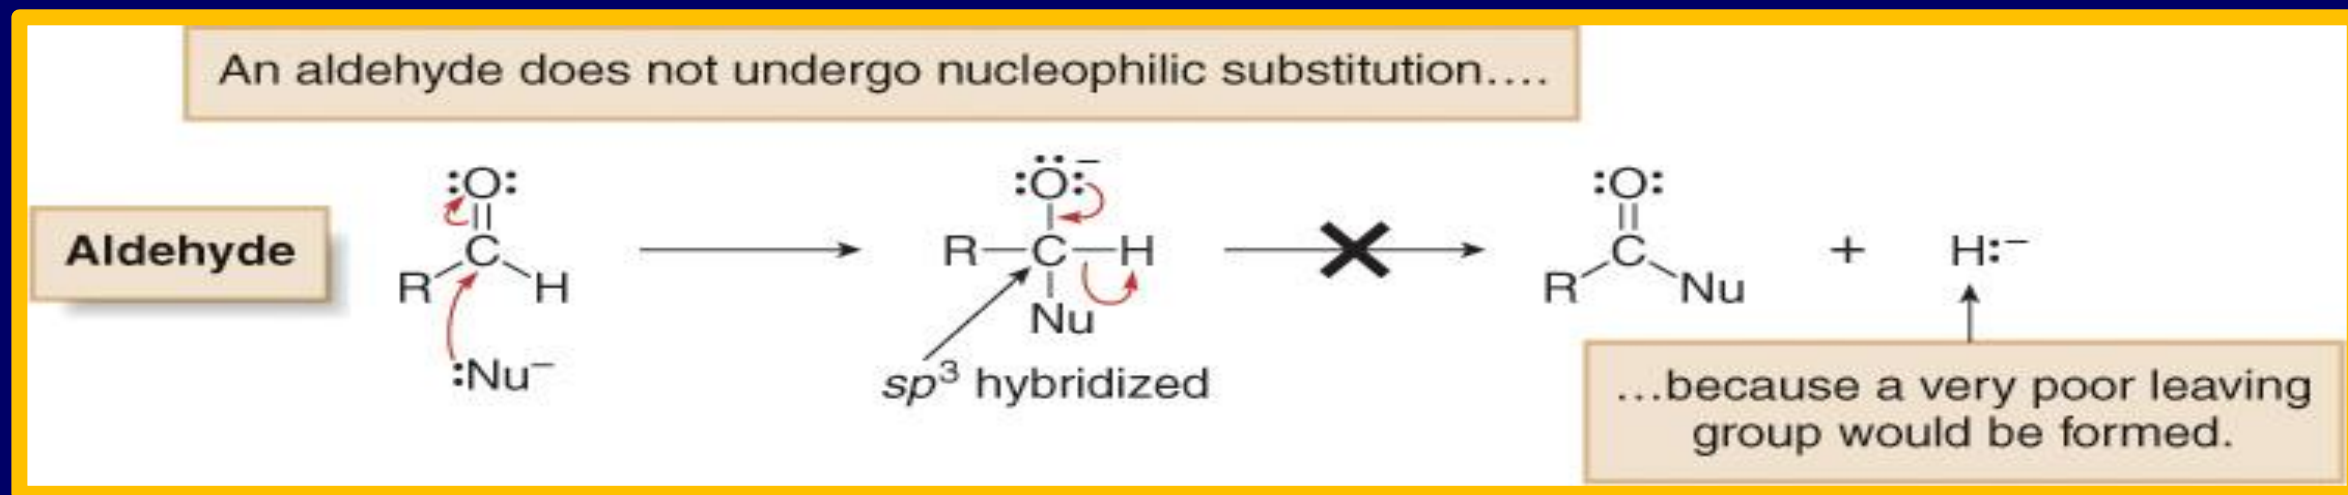 An aldehyde does not undergo nucleophilic substitution....
Aldehyde
:O:
C
R
H
:Nu⁻
:Ö:⁻
R—C—H
Nu
sp³ hybridized
:O:
C
R
Nu
+
H:⁻
...because a very poor leaving
group would be formed.